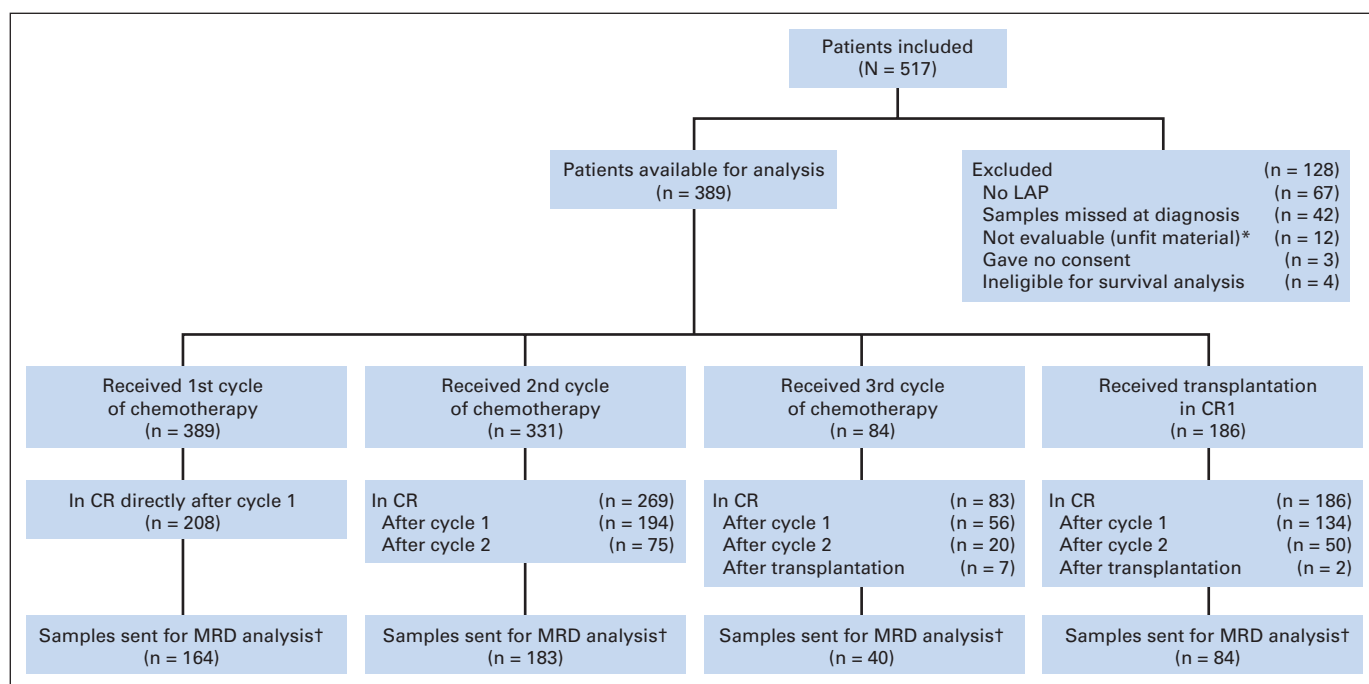 Patients included
(N = 517)
Patients available for analysis
(n = 389)
Excluded (n = 128)
No LAP (n = 67)
Samples missed at diagnosis (n = 42)
Not evaluable (unfit material)* (n = 12)
Gave no consent (n = 3)
Ineligible for survival analysis (n = 4)
Received 1st cycle
of chemotherapy
(n = 389)
Received 2nd cycle
of chemotherapy
(n = 331)
Received 3rd cycle
of chemotherapy
(n = 84)
Received transplantation
in CR1
(n = 186)
In CR directly after cycle 1
(n = 208)
In CR (n = 269)
After cycle 1 (n = 194)
After cycle 2 (n = 75)
In CR (n = 83)
After cycle 1 (n = 56)
After cycle 2 (n = 20)
After transplantation (n = 7)
In CR (n = 186)
After cycle 1 (n = 134)
After cycle 2 (n = 50)
After transplantation (n = 2)
Samples sent for MRD analysis†
(n = 164)
Samples sent for MRD analysis†
(n = 183)
Samples sent for MRD analysis†
(n = 40)
Samples sent for MRD analysis†
(n = 84)